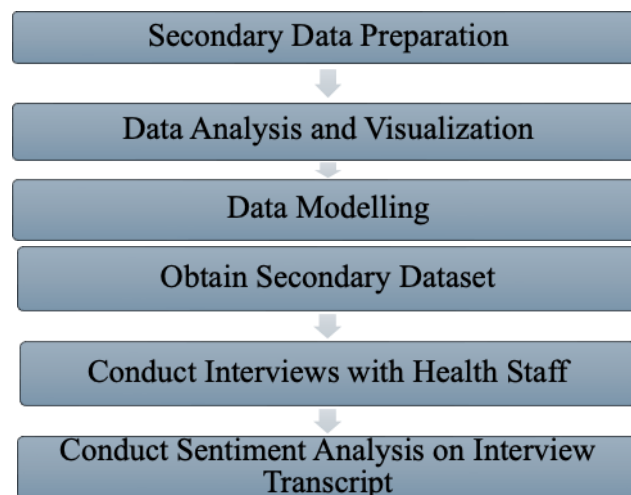 Secondary Data Preparation
Data Analysis and Visualization
Data Modelling
Obtain Secondary Dataset
Conduct Interviews with Health Staff
Conduct Sentiment Analysis on Interview
Transcript